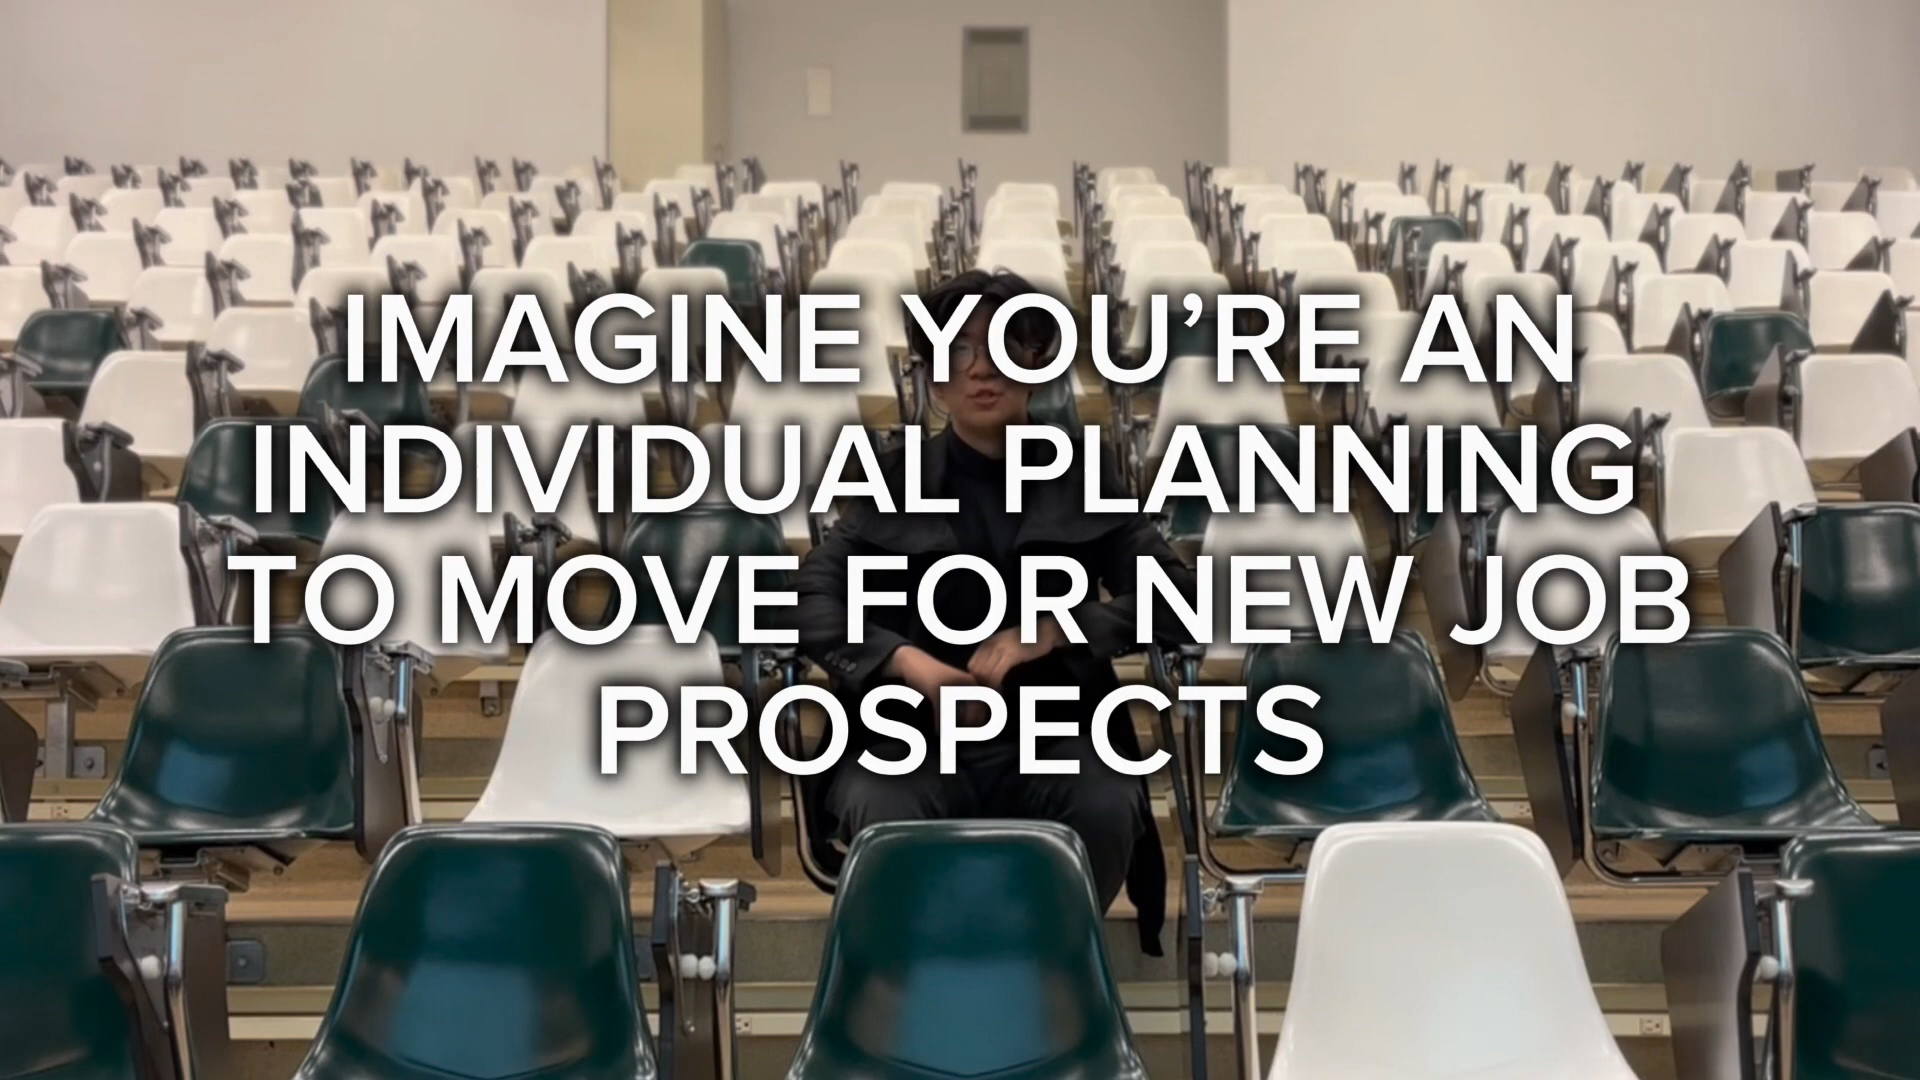 IMAGINE YOU’RE AN
INDIVIDUAL PLANNING
TO MOVE FOR NEW JOB
PROSPECTS